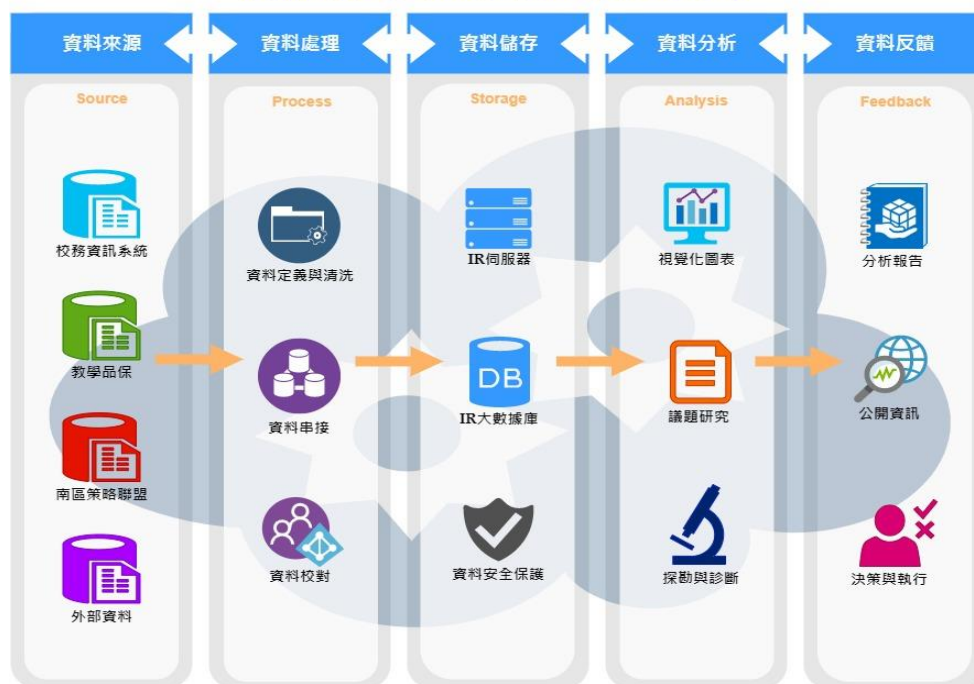 資料來源
資料處理
資料儲存
資料分析
資料反饋
Source
校務資訊系統
教學品保
南區策略聯盟
外部資料
Process
資料定義與清洗
資料串接
資料校對
Storage
IR伺服器
DB
IR大數據庫
資料安全保護
Analysis
視覺化圖表
議題研究
探勘與診斷
Feedback
分析報告
公開資訊
決策與執行